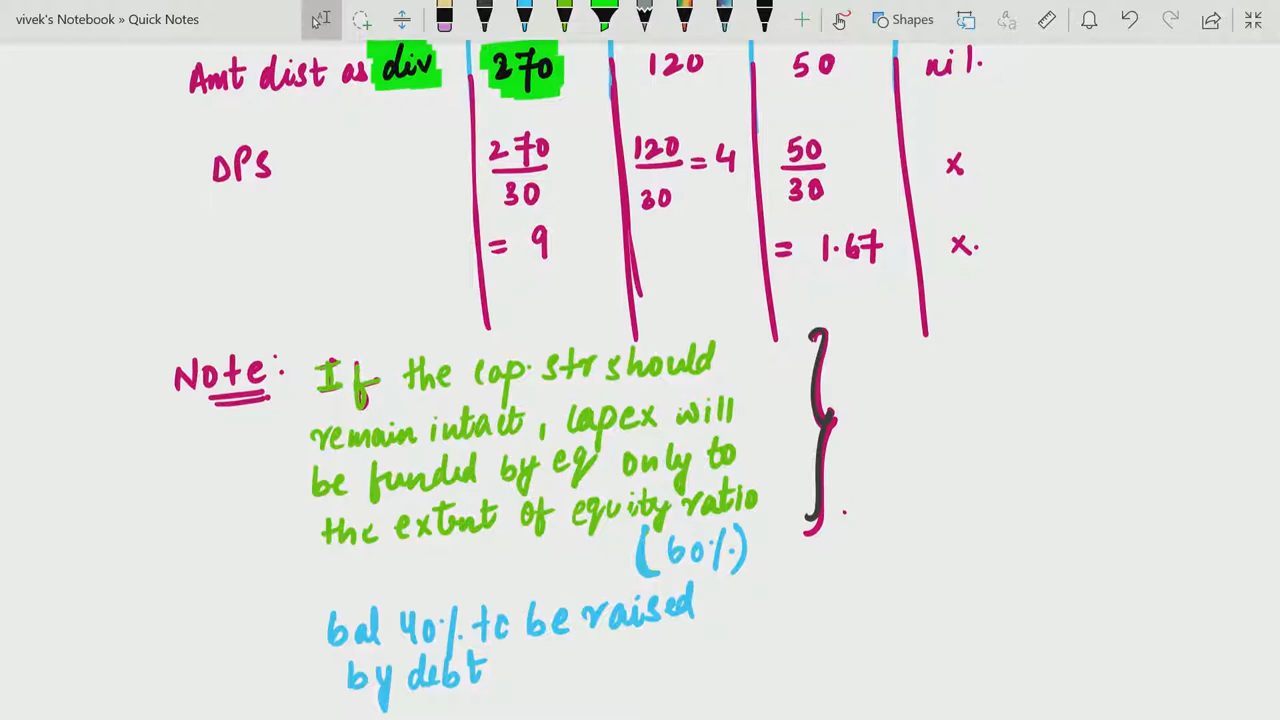 vivek's Notebook » Quick Notes
Shapes
Amt dist as div 270 120 50 nil.
DPS 270/30 120/30 = 4 50/30 x
= 9 = 1.67 x.
Note: If the cap. str should
remain intact, capex will
be funded by eq only to
the extent of equity ratio
(60%)
bal 40% to be raised
by debt